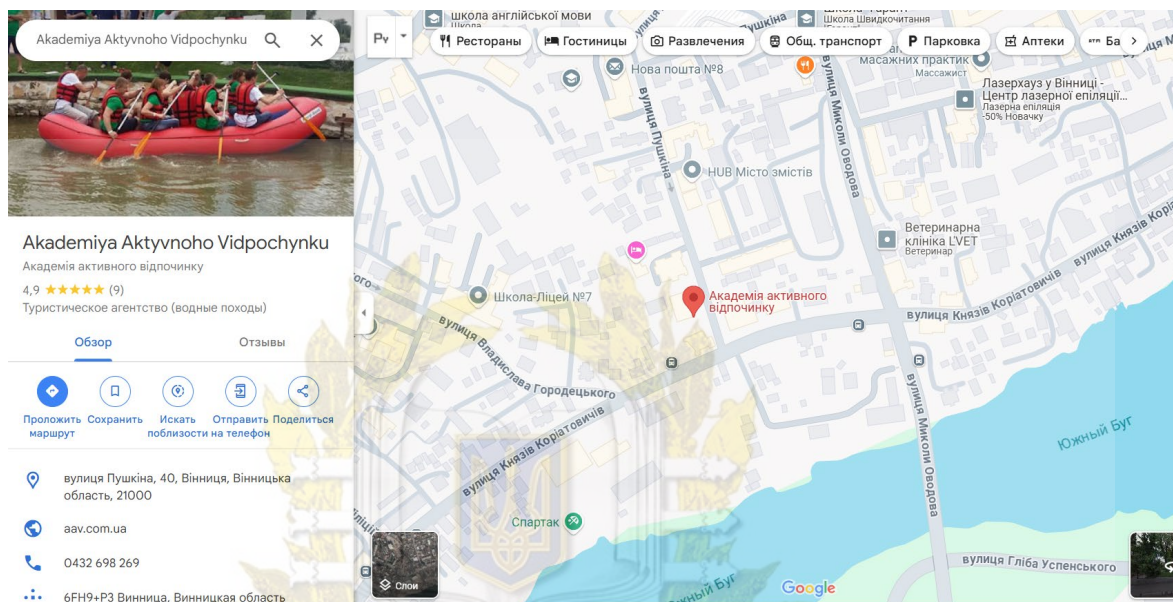 Akademiya Aktyvnoho Vidpochynku
Akademiya Aktyvnoho Vidpochynku
Академія активного відпочинку
4,9 ★★★★★ (9)
Туристическое агентство (водные походы)
Обзор
Отзывы
Проложить маршрут
Сохранить
Искать поблизости
Отправить на телефон
Поделиться
вулиця Пушкіна, 40, Вінниця, Вінницька
область, 21000
aav.com.ua
0432 698 269
6FH9+P3 Винница, Винницкая область
школа англійської мови
Школа
Школа Швидкочитання
Рестораны
Гостиницы
Развлечения
Общ. транспорт
P Парковка
Аптеки
Ба
масажних практик
Массажист
Нова пошта №8
вулиця Пушкіна
вулиця Миколи Оводова
Лазерхауз у Вінниці -
Центр лазерної епіляції...
Лазерна епіляція
-50% Новачку
HUB Місто змістів
Ветеринарна
клініка L'VET
Ветеринар
вулиця Князів Коріатовичів
Школа-Ліцей №7
Академія активного
відпочинку
вулиця Князів Коріатовичів
вулиця Владислава Городецького
вулиця Князів Коріатовичів
вулиця Миколи Оводова
Южный Буг
Спартак
Слои
Южный Буг
Google
вулиця Гліба Успенського